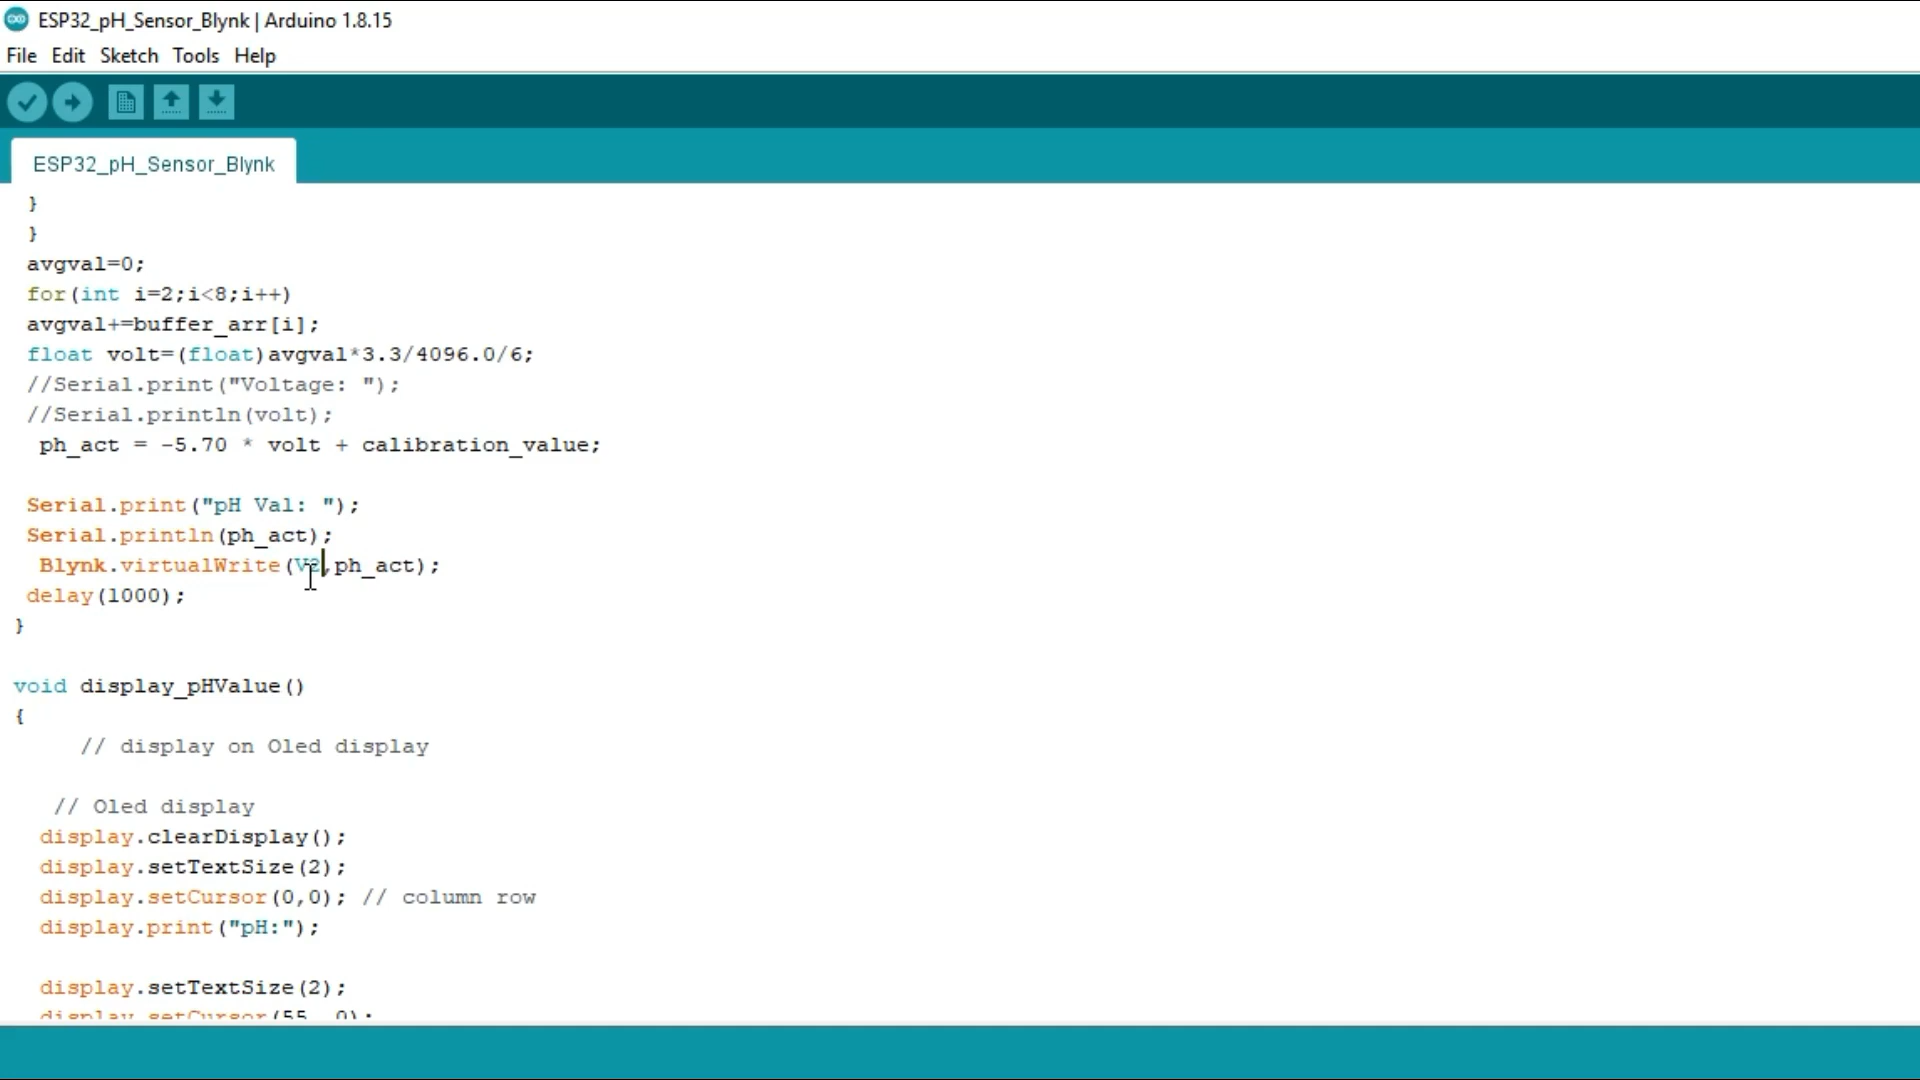 ESP32_pH_Sensor_Blynk | Arduino 1.8.15
File Edit Sketch Tools Help
ESP32_pH_Sensor_Blynk
}
}
avgval=0;
for(int i=2;i<8;i++)
avgval+=buffer_arr[i];
float volt=(float)avgval*3.3/4096.0/6;
//Serial.print("Voltage: ");
//Serial.println(volt);
ph_act = -5.70 * volt + calibration_value;
Serial.print("pH Val: ");
Serial.println(ph_act);
Blynk.virtualWrite(V2,ph_act);
delay(1000);
}
void display_pHValue()
{
// display on Oled display
// Oled display
display.clearDisplay();
display.setTextSize(2);
display.setCursor(0,0); // column row
display.print("pH:");
display.setTextSize(2);
display.setCursor(55, 0);